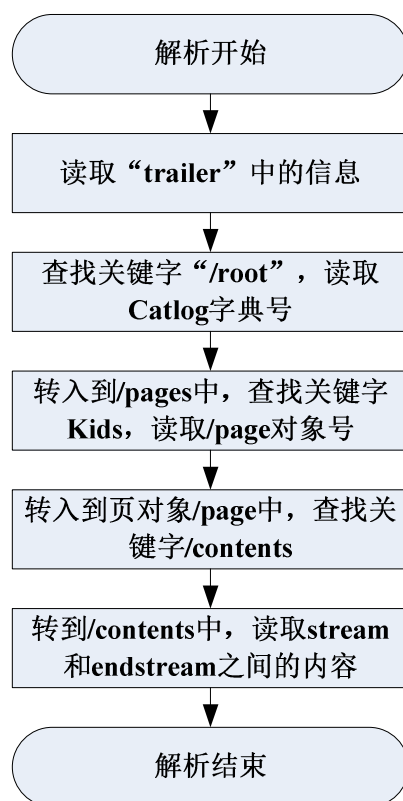 解析开始
读取“trailer”中的信息
查找关键字“/root”，读取
Catlog字典号
转入到/pages中，查找关键字
Kids，读取/page对象号
转入到页对象/page中，查找关
键字/contents
转到/contents中，读取stream
和endstream之间的内容
解析结束